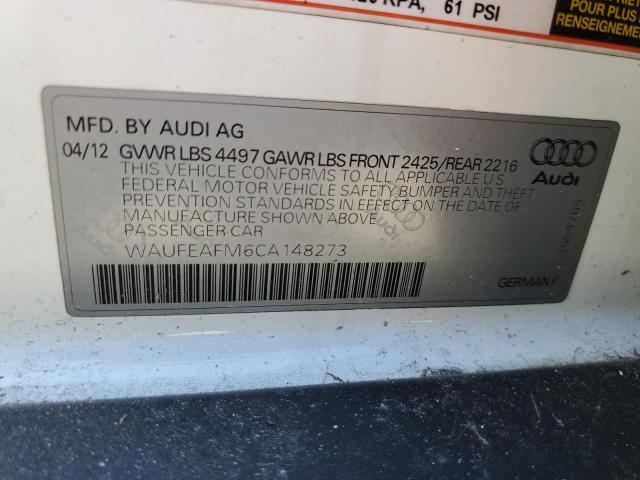 KPA, 61 PSI
POUR PLUS
RENSEIGNEME
MFD. BY AUDI AG
04/12 GVWR LBS 4497 GAWR LBS FRONT 2425/REAR 2216
THIS VEHICLE CONFORMS TO ALL APPLICABLE U S
FEDERAL MOTOR VEHICLE SAFETY BUMPER AND THEFT
PREVENTION STANDARDS IN EFFECT ON THE DATE OF
MANUFACTURE SHOWN ABOVE
PASSENGER CAR
WAUFEAFM6CA148273
Audi
1554765
GERMANY